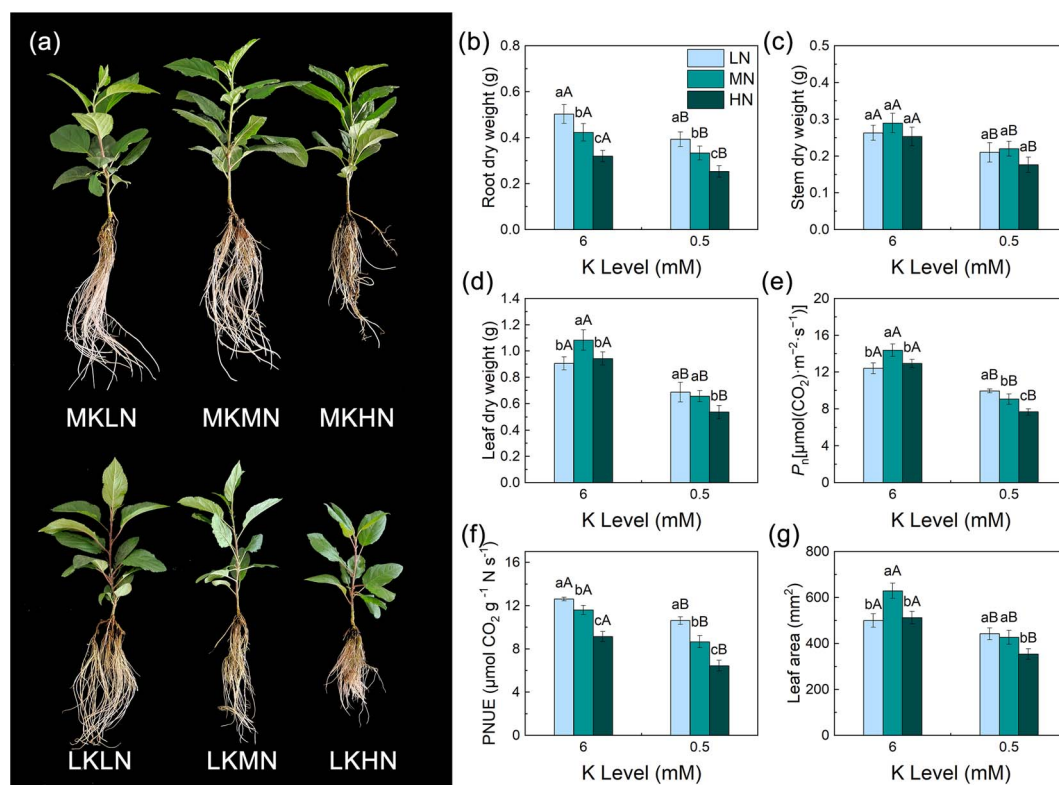 (a)
MKLN MKMN MKHN
LKLN LKMN LKHN
(b)
Root dry weight (g)
0.8
0.6
0.4
0.2
0.0
LN
MN
HN
aA bA cA aB bB cB
6 0.5
K Level (mM)
(c)
Stem dry weight (g)
0.5
0.4
0.3
0.2
0.1
0.0
aA aA aA aB aB aB
6 0.5
K Level (mM)
(d)
Leaf dry weight (g)
1.4
1.2
1.0
0.8
0.6
0.4
0.2
0.0
bA aA bA aB aB bB
6 0.5
K Level (mM)
(e)
Pn[μmol(CO₂)·m⁻²·s⁻¹)]
20
16
12
8
4
0
bA aA bA aB bB cB
6 0.5
K Level (mM)
(f)
PNUE (μmol CO₂ g⁻¹ N s⁻¹)
16
12
8
4
0
aA bA cA aB bB cB
6 0.5
K Level (mM)
(g)
Leaf area (mm²)
800
600
400
200
0
bA aA bA aB aB bB
6 0.5
K Level (mM)